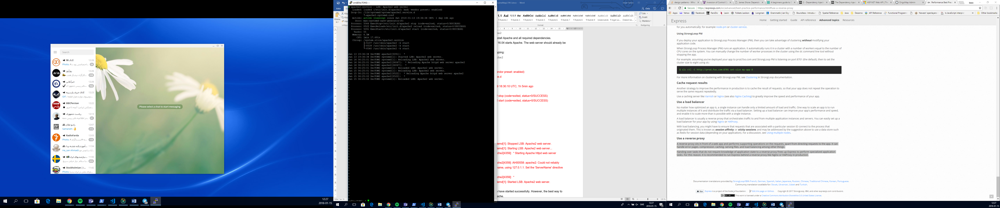 Search
کانال 90
12:26
Photo,
24
روزآروز
12:26
238
خبرآنلاین
12:26
162
کانال خبری پارسینه
12:23
GIF,
BBCPersian
12:22
ریاست جمهوری
12:13
61
رادیو غلام
12:07
Samaneh:
212
RadioFarda
12:03
Photo,
133
11:54
Ha_san Ahmadi:
11:50
654
Stockholmian |
11:42
Photo,
Please select a chat to start messaging
12:27
2018-01-15
om@DecTOM2: ~
● apache2.service - LSB: Apache2 web server
Loaded: loaded (/etc/init.d/apache2; bad; vendor preset: enabled)
Drop-In: /lib/systemd/system/apache2.service.d
└─apache2-systemd.conf
Active: active (running) since Sat 2018-01-13 19:36:34 CET; 1 day 16h ago
Docs: man:systemd-sysv-generator(8)
Process: 5066 ExecStop=/etc/init.d/apache2 stop (code=exited, status=0/SUCCESS)
Process: 8522 ExecReload=/etc/init.d/apache2 reload (code=exited, status=0/SUCCESS)
Process: 5091 ExecStart=/etc/init.d/apache2 start (code=exited, status=0/SUCCESS)
Tasks: 55
Memory: 6.5M
CPU: 1min 17.691s
CGroup: /system.slice/apache2.service
├─5107 /usr/sbin/apache2 -k start
├─8539 /usr/sbin/apache2 -k start
└─8540 /usr/sbin/apache2 -k start
Jan 13 19:36:34 DecTOM2 apache2[5091]:  *
Jan 13 19:36:34 DecTOM2 systemd[1]: Started LSB: Apache2 web server.
Jan 14 06:25:01 DecTOM2 systemd[1]: Reloading LSB: Apache2 web server.
Jan 14 06:25:01 DecTOM2 apache2[26067]:  * Reloading Apache httpd web server apache2
Jan 14 06:25:01 DecTOM2 apache2[26067]:  *
Jan 14 06:25:01 DecTOM2 systemd[1]: Reloaded LSB: Apache2 web server.
Jan 15 06:25:01 DecTOM2 systemd[1]: Reloading LSB: Apache2 web server.
Jan 15 06:25:01 DecTOM2 apache2[8522]:  * Reloading Apache httpd web server apache2
Jan 15 06:25:02 DecTOM2 apache2[8522]:  *
Jan 15 06:25:02 DecTOM2 systemd[1]: Reloaded LSB: Apache2 web server.
Arkiv
Klistra
PA1.docx - Word
Dela
Sök
Ersätt
Markera
Redigering
Format
¶ Rubrik 2 ¶ Rubrik 3 ¶ Rubrik 4 ¶ Rubrik 5 ¶ Rubrik 6 ¶ Rubrik 7 ¶ Rubrik 8 ¶ Rubrik 9 Underrubrik ¶ Inget av... Diskret be...
he2
stall Apache and all required dependencies.
16.04 starts Apache. The web server should already be
yping:
ache2
endor preset: enabled)
e.d
9 18:30:10 UTC; 1h 5min ago
2 stop (code=exited, status=0/SUCCESS)
2 start (code=exited, status=0/SUCCESS)
temd[1]: Stopped LSB: Apache2 web server.
temd[1]: Starting LSB: Apache2 web server...
che2[4359]:  * Starting Apache httpd web server
che2[4359]: AH00558: apache2: Could not reliably
name, using 127.0.1.1. Set the 'ServerName' directive
che2[4359]:  *
temd[1]: Started LSB: Apache2 web server.
o have started successfully. However, the best way to
ache.
Sida 7 av 16
120 %
SWE
12:27
2018-01-15
design patterns - What
Inversion of Control Co
James Shore: Depender
A beginners guide to D
2 - Dependency Injecti
The Dependency Inject
ASP.NET Web API | The
OrigoMap Admin
Performance Best Prac
Secure
https://expressjs.com/en/advanced/best-practice-performance.html#use-a-reverse-proxy
Apps Yahoo Facebook FarsiDic Lexin Folkets Lexikon Longman Grammatik | Lär Dig Boundless : Introduct Spatial Reference Java Decerno API Reference Functional Programm Newest 'openlayers- Is JavaScript interpre Other bookmarks
Express
Home Getting started Guide API reference Advanced topics Resources
for you automatically; for example node-pm or cluster-service.
Using StrongLoop PM
If you deploy your application to StrongLoop Process Manager (PM), then you can take advantage of clustering without modifying your
application code.
When StrongLoop Process Manager (PM) runs an application, it automatically runs it in a cluster with a number of workers equal to the number of
CPU cores on the system. You can manually change the number of worker processes in the cluster using the slc command line tool without
stopping the app.
For example, assuming you've deployed your app to prod.foo.com and StrongLoop PM is listening on port 8701 (the default), then to set the
cluster size to eight using slc:
$ slc ctl -C http://prod.foo.com:8701 set-size my-app 8
For more information on clustering with StrongLoop PM, see Clustering in StrongLoop documentation.
Cache request results
Another strategy to improve the performance in production is to cache the result of requests, so that your app does not repeat the operation to
serve the same request repeatedly.
Use a caching server like Varnish or Nginx (see also Nginx Caching) to greatly improve the speed and performance of your app.
Use a load balancer
No matter how optimized an app is, a single instance can handle only a limited amount of load and traffic. One way to scale an app is to run
multiple instances of it and distribute the traffic via a load balancer. Setting up a load balancer can improve your app's performance and speed,
and enable it to scale more than is possible with a single instance.
A load balancer is usually a reverse proxy that orchestrates traffic to and from multiple application instances and servers. You can easily set up a
load balancer for your app by using Nginx or HAProxy.
With load balancing, you might have to ensure that requests that are associated with a particular session ID connect to the process that
originated them. This is known as session affinity, or sticky sessions, and may be addressed by the suggestion above to use a data store such
as Redis for session data (depending on your application). For a discussion, see Using multiple nodes.
Use a reverse proxy
A reverse proxy sits in front of a web app and performs supporting operations on the requests, apart from directing requests to the app. It can
handle error pages, compression, caching, serving files, and load balancing among other things.
Handing over tasks that do not require knowledge of application state to a reverse proxy frees up Express to perform specialized application
tasks. For this reason, it is recommended to run Express behind a reverse proxy like Nginx or HAProxy in production.
Documentation translations provided by StrongLoop/IBM: French, German, Spanish, Italian, Japanese, Russian, Chinese, Traditional Chinese, Korean, Portuguese.
Community translation available for: Slovak, Ukrainian, Uzbek and Turkish.
Star Express is a project of the Node.js Foundation. Edit this page on GitHub. Copyright © 2017 StrongLoop, IBM, and other expressjs.com contributors.
This work is licensed under a Creative Commons Attribution-ShareAlike 3.0 United States License.
12:27
2018-01-15